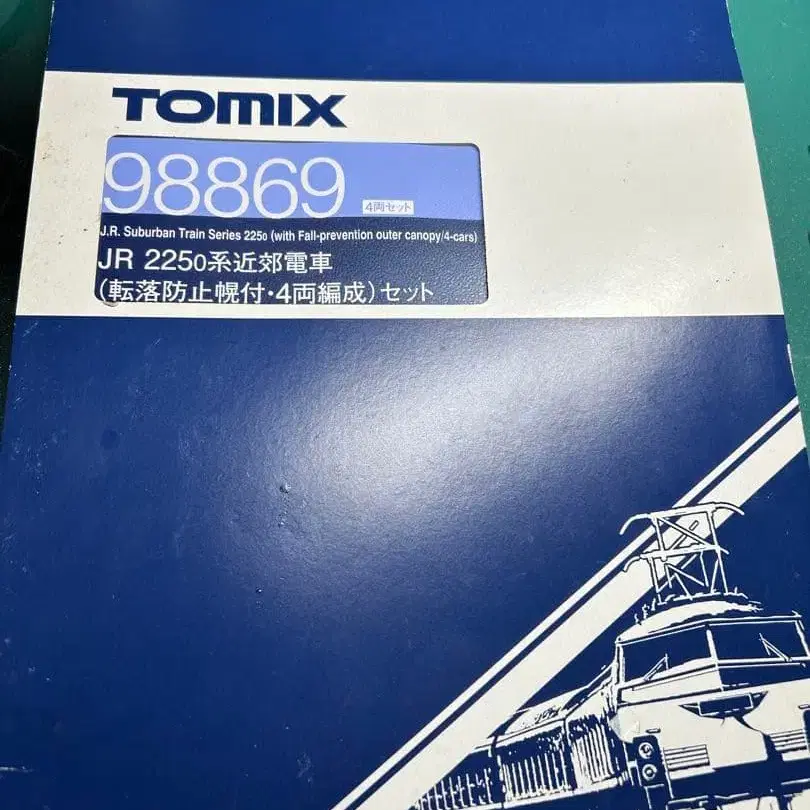 TOMIX
98869 4両セット
J.R. Suburban Train Series 2250 (with Fall-prevention outer canopy/4-cars)
JR 2250系近郊電車
(転落防止幌付・4両編成)セット